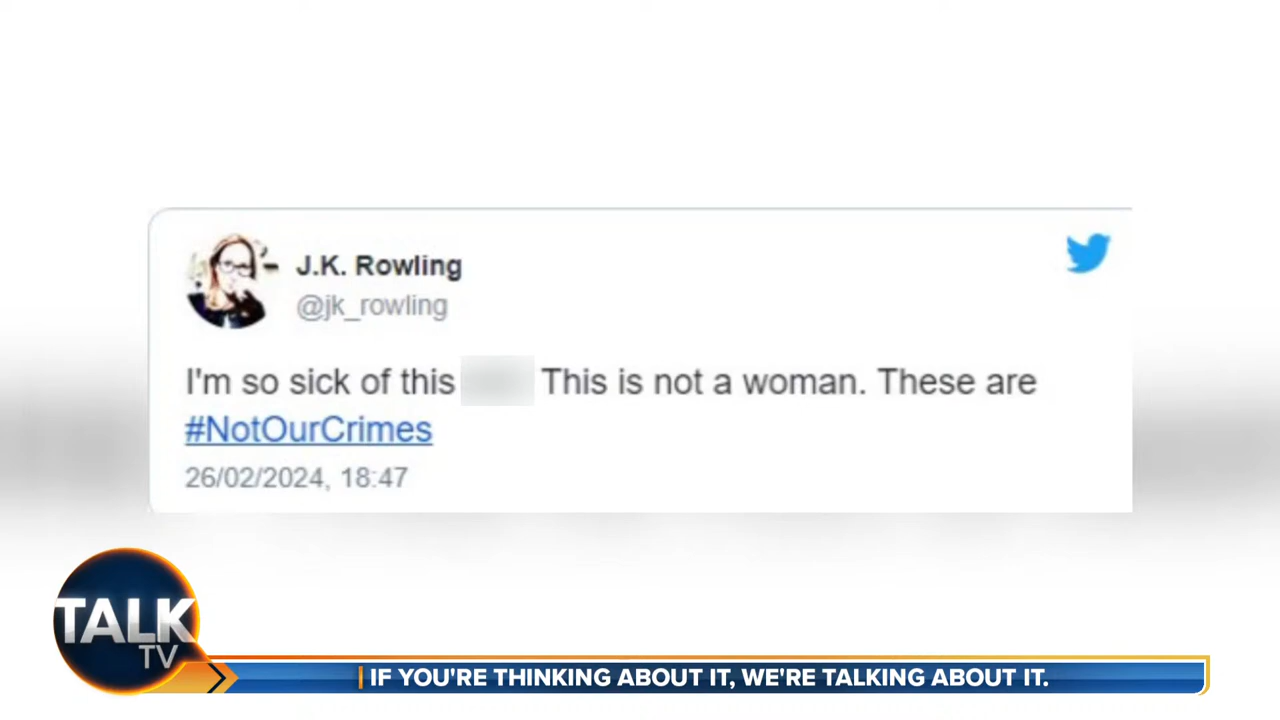 J.K. Rowling
@jk_rowling
I'm so sick of this This is not a woman. These are
#NotOurCrimes
26/02/2024, 18:47
TALK
TV
IF YOU'RE THINKING ABOUT IT, WE'RE TALKING ABOUT IT.